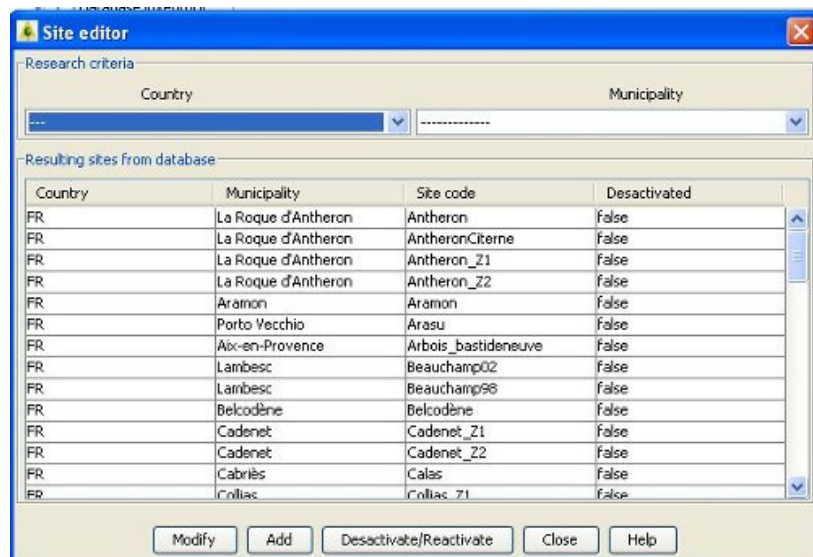 Site editor
Research criteria
Country Municipality
--- -------------
Resulting sites from database
Country Municipality Site code Desactivated
FR La Roque d'Antheron Antheron false
FR La Roque d'Antheron AntheronCiterne false
FR La Roque d'Antheron Antheron_Z1 false
FR La Roque d'Antheron Antheron_Z2 false
FR Aramon Aramon false
FR Porto Vecchio Arasu false
FR Aix-en-Provence Arbois_bastideneuve false
FR Lambesc Beauchamp02 false
FR Lambesc Beauchamp98 false
FR Belcodène Belcodène false
FR Cadenet Cadenet_Z1 false
FR Cadenet Cadenet_Z2 false
FR Cabriès Calas false
FR Collias Collias_Z1 false
Modify Add Desactivate/Reactivate Close Help